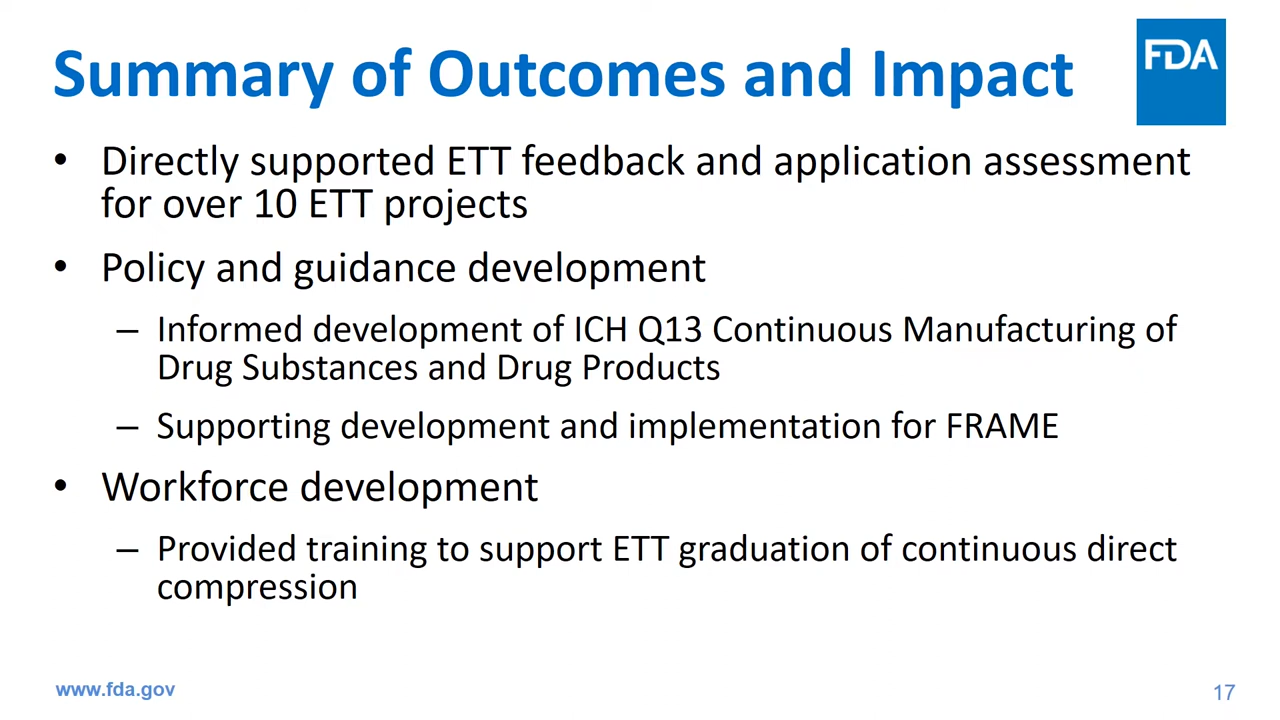 Summary of Outcomes and Impact
FDA
• Directly supported ETT feedback and application assessment
for over 10 ETT projects
• Policy and guidance development
– Informed development of ICH Q13 Continuous Manufacturing of
Drug Substances and Drug Products
– Supporting development and implementation for FRAME
• Workforce development
– Provided training to support ETT graduation of continuous direct
compression
www.fda.gov
17